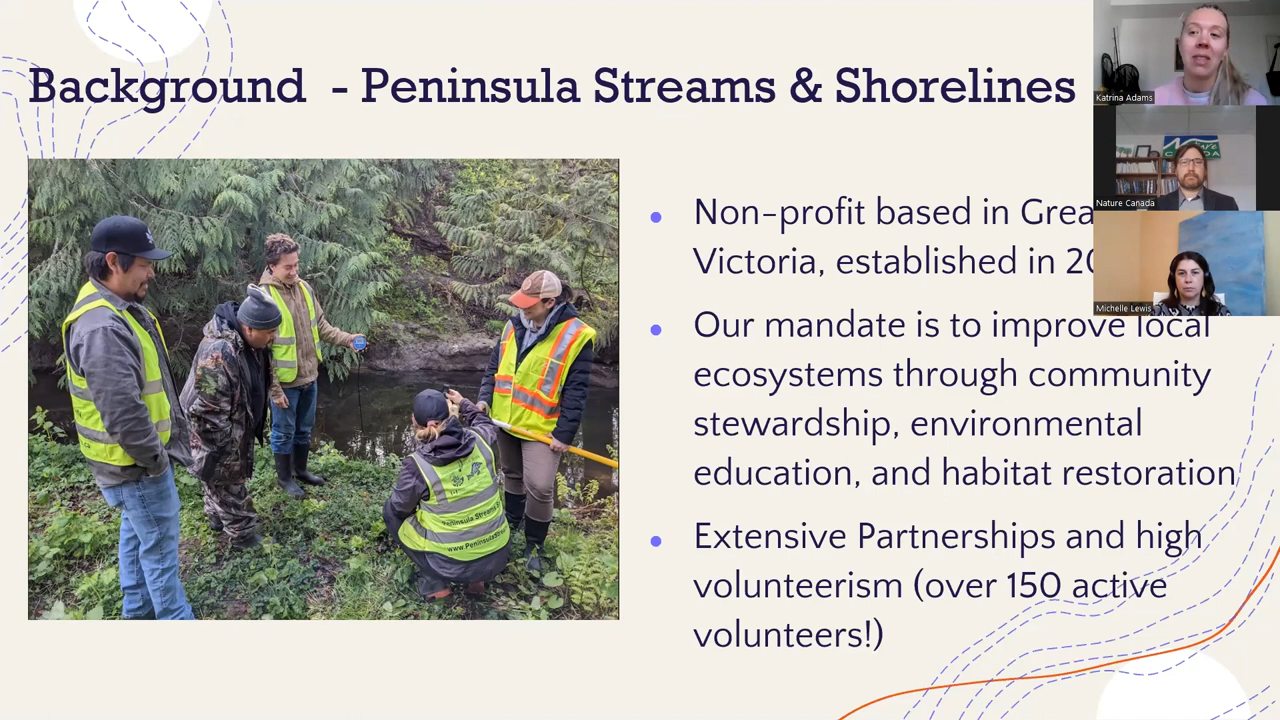 Background - Peninsula Streams & Shorelines
Non-profit based in
Victoria, established in
Our mandate is to improve local
ecosystems through community
stewardship, environmental
education, and habitat restoration
Extensive Partnerships and high
volunteerism (over 150 active
volunteers!)
Katrina Adams
Nature Canada
Michelle Lewis
Peninsula Streams